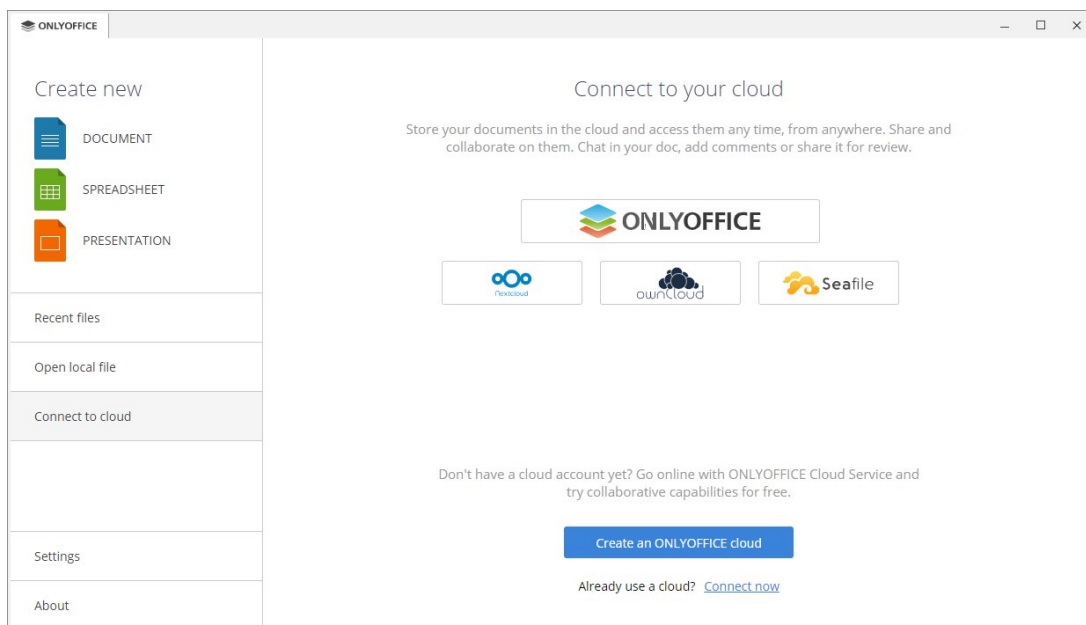 ONLYOFFICE
Create new
DOCUMENT
SPREADSHEET
PRESENTATION
Recent files
Open local file
Connect to cloud
Settings
About
Connect to your cloud
Store your documents in the cloud and access them any time, from anywhere. Share and
collaborate on them. Chat in your doc, add comments or share it for review.
ONLYOFFICE
nextcloud
ownCloud
Seafile
Don't have a cloud account yet? Go online with ONLYOFFICE Cloud Service and
try collaborative capabilities for free.
Create an ONLYOFFICE cloud
Already use a cloud? Connect now